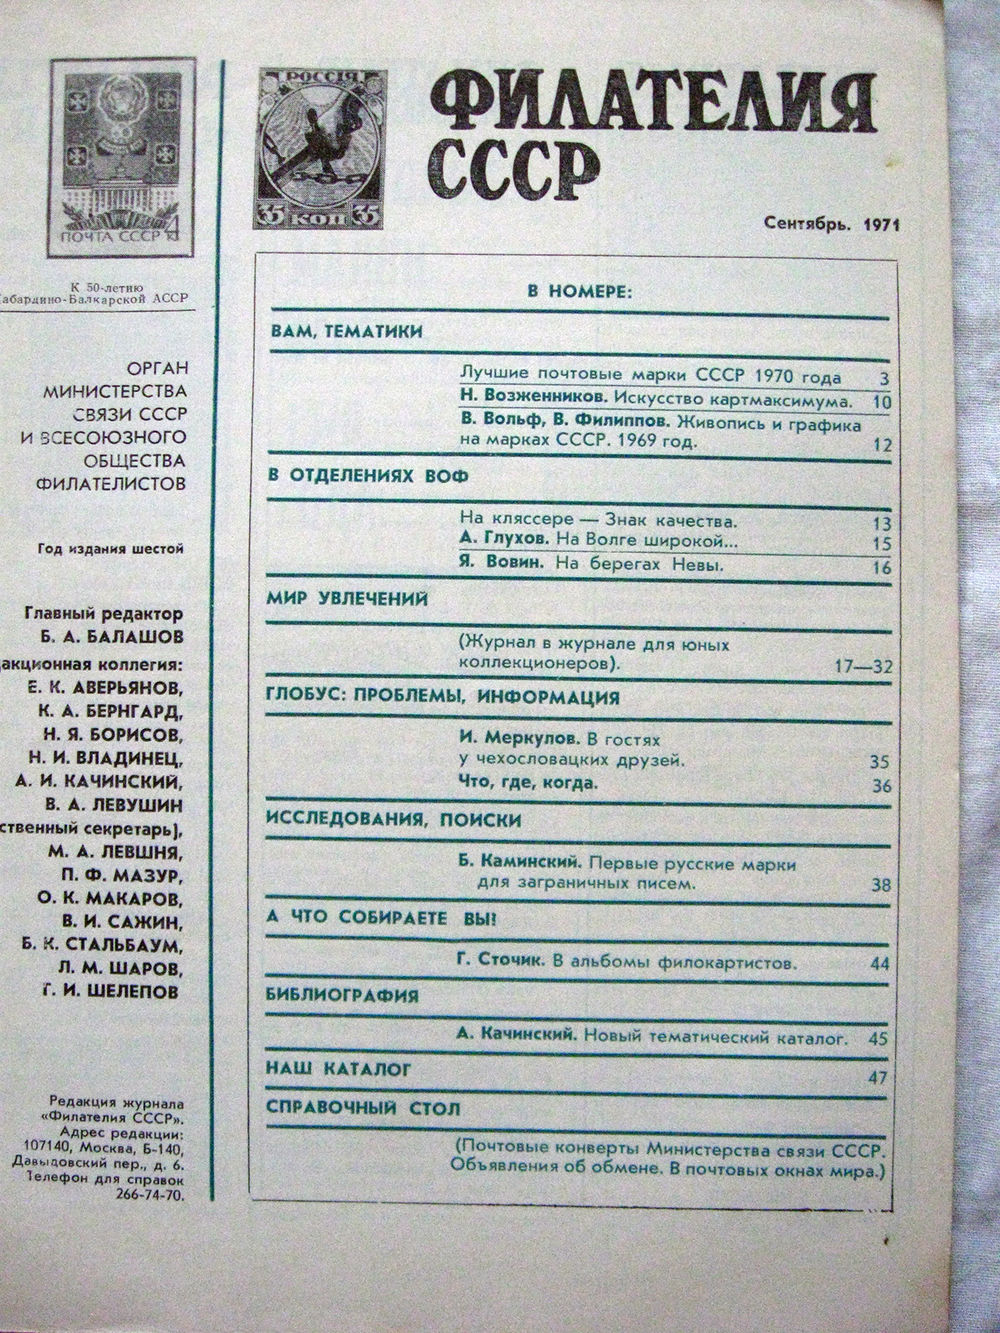 ПОЧТА СССР 4К
К 50-летию
абардино-Балкарской АССР
ОРГАН
МИНИСТЕРСТВА
СВЯЗИ СССР
И ВСЕСОЮЗНОГО
ОБЩЕСТВА
ФИЛАТЕЛИСТОВ
Год издания шестой
Главный редактор
Б. А. БАЛАШОВ
дакционная коллегия:
Е. К. АВЕРЬЯНОВ,
К. А. БЕРНГАРД,
Н. Я. БОРИСОВ,
Н. И. ВЛАДИНЕЦ,
А. И. КАЧИНСКИЙ,
В. А. ЛЕВУШИН
ственный секретарь),
М. А. ЛЕВШНЯ,
П. Ф. МАЗУР,
О. К. МАКАРОВ,
В. И. САЖИН,
Б. К. СТАЛЬБАУМ,
Л. М. ШАРОВ,
Г. И. ШЕЛЕПОВ
Редакция журнала
«Филателия СССР».
Адрес редакции:
107140, Москва, Б-140,
Давыдовский пер., д. 6.
Телефон для справок
266-74-70.
РОССІЯ
35 КОП 35
ФИЛАТЕЛИЯ
СССР
Сентябрь. 1971
В НОМЕРЕ:
ВАМ, ТЕМАТИКИ
Лучшие почтовые марки СССР 1970 года 3
Н. Возженников. Искусство картмаксимума. 10
В. Вольф, В. Филиппов. Живопись и графика
на марках СССР. 1969 год. 12
В ОТДЕЛЕНИЯХ ВОФ
На кляссере — Знак качества. 13
А. Глухов. На Волге широкой... 15
Я. Вовин. На берегах Невы. 16
МИР УВЛЕЧЕНИЙ
(Журнал в журнале для юных
коллекционеров). 17—32
ГЛОБУС: ПРОБЛЕМЫ, ИНФОРМАЦИЯ
И. Меркулов. В гостях
у чехословацких друзей. 35
Что, где, когда. 36
ИССЛЕДОВАНИЯ, ПОИСКИ
Б. Каминский. Первые русские марки
для заграничных писем. 38
А ЧТО СОБИРАЕТЕ ВЫ!
Г. Сточик. В альбомы филокартистов. 44
БИБЛИОГРАФИЯ
А. Качинский. Новый тематический каталог. 45
НАШ КАТАЛОГ 47
СПРАВОЧНЫЙ СТОЛ
(Почтовые конверты Министерства связи СССР.
Объявления об обмене. В почтовых окнах мира.)